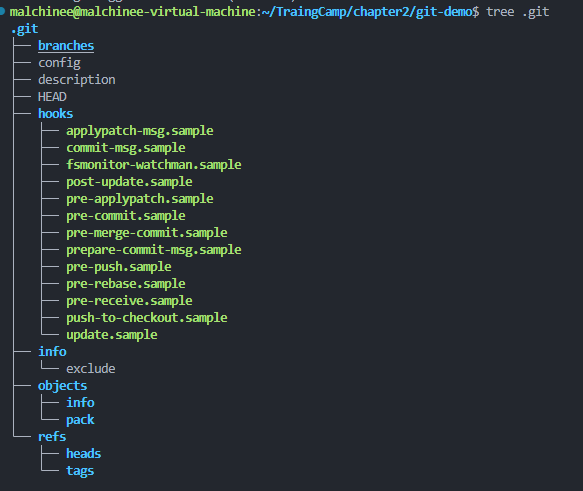 malchinee@malchinee-virtual-machine:~/TraingCamp/chapter2/git-demo$ tree .git
.git
├── branches
├── config
├── description
├── HEAD
├── hooks
│   ├── applypatch-msg.sample
│   ├── commit-msg.sample
│   ├── fsmonitor-watchman.sample
│   ├── post-update.sample
│   ├── pre-applypatch.sample
│   ├── pre-commit.sample
│   ├── pre-merge-commit.sample
│   ├── prepare-commit-msg.sample
│   ├── pre-push.sample
│   ├── pre-rebase.sample
│   ├── pre-receive.sample
│   ├── push-to-checkout.sample
│   └── update.sample
├── info
│   └── exclude
├── objects
│   ├── info
│   └── pack
└── refs
    ├── heads
    └── tags